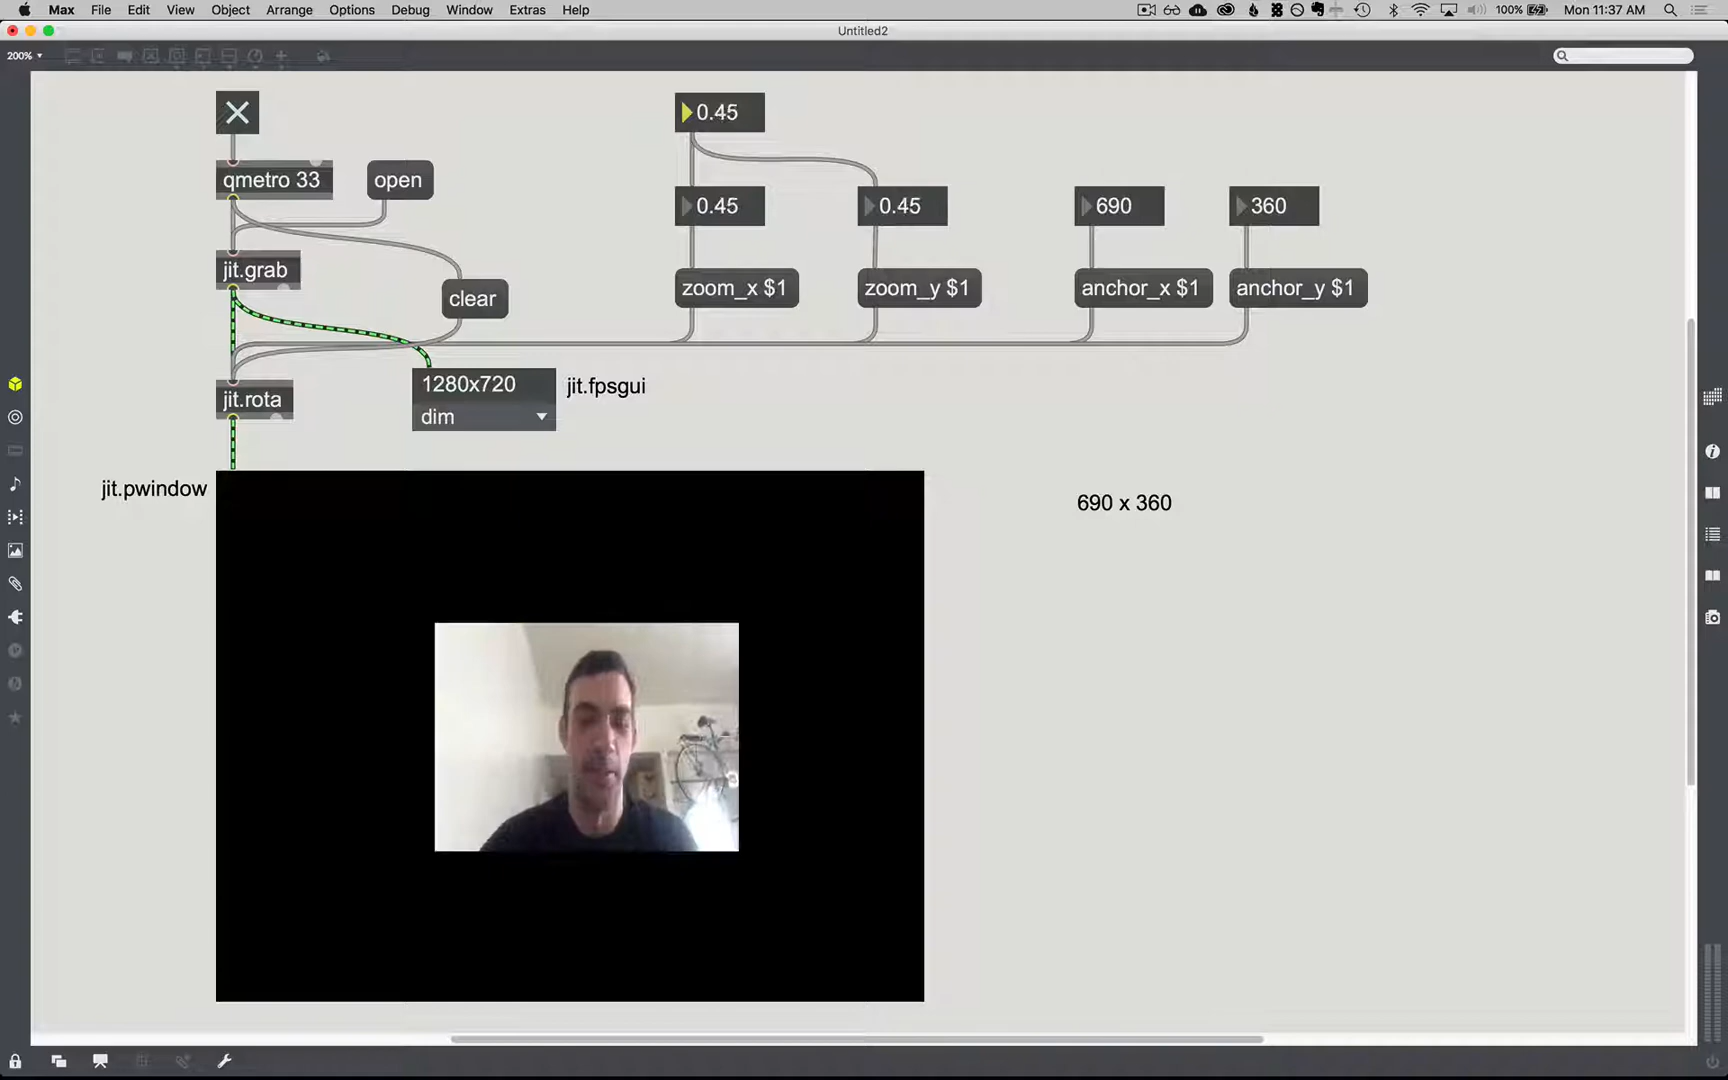 Max File Edit View Object Arrange Options Debug Window Extras Help
100% Mon 11:37 AM
Untitled2
200%
0.45
qmetro 33
open
0.45
0.45
690
360
jit.grab
clear
zoom_x $1
zoom_y $1
anchor_x $1
anchor_y $1
jit.rota
1280x720
dim
jit.fpsgui
jit.pwindow
690 x 360